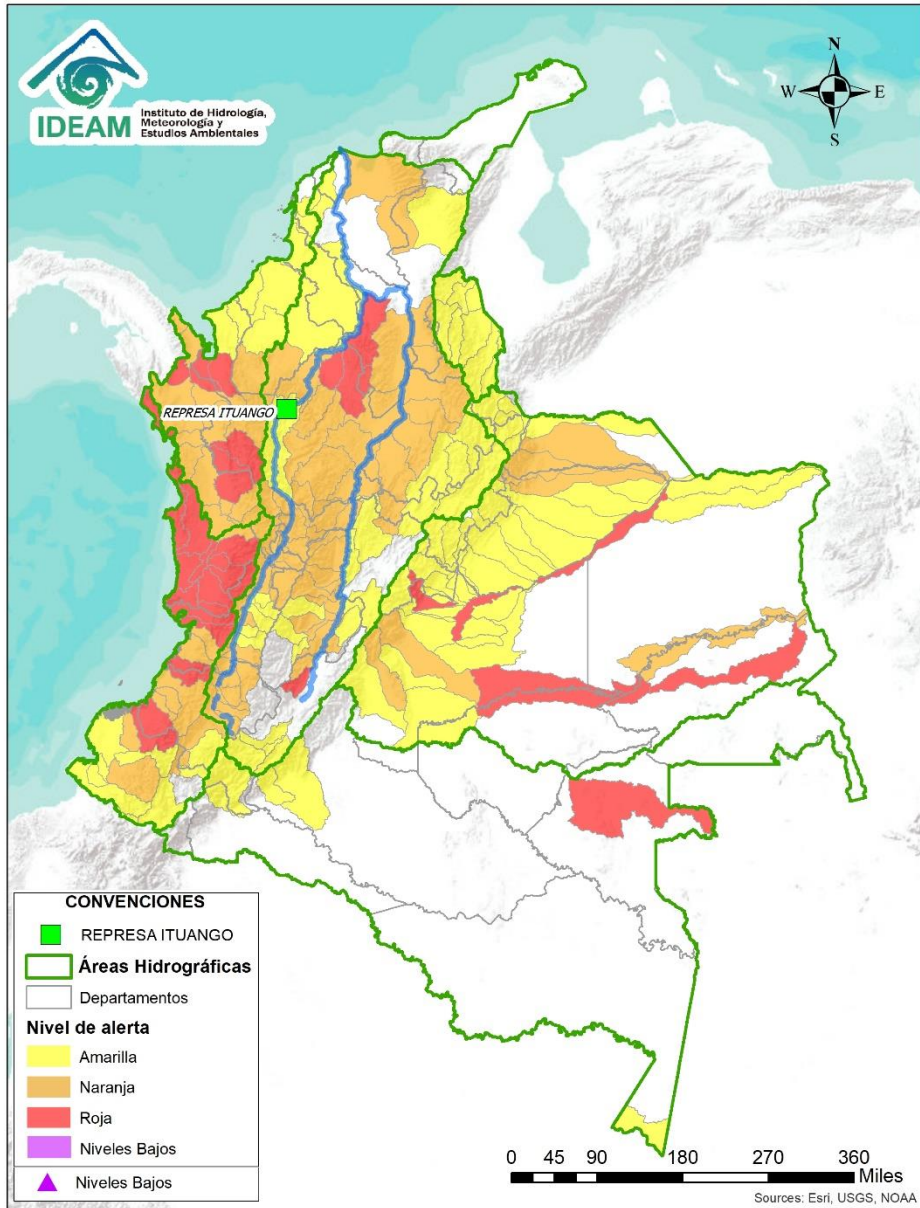 IDEAM
Instituto de Hidrología,
Meteorología y
Estudios Ambientales
N
W
E
S
REPRESA ITUANGO
CONVENCIONES
REPRESA ITUANGO
Áreas Hidrográficas
Departamentos
Nivel de alerta
Amarilla
Naranja
Roja
Niveles Bajos
Niveles Bajos
0 45 90 180 270 360
Miles
Sources: Esri, USGS, NOAA